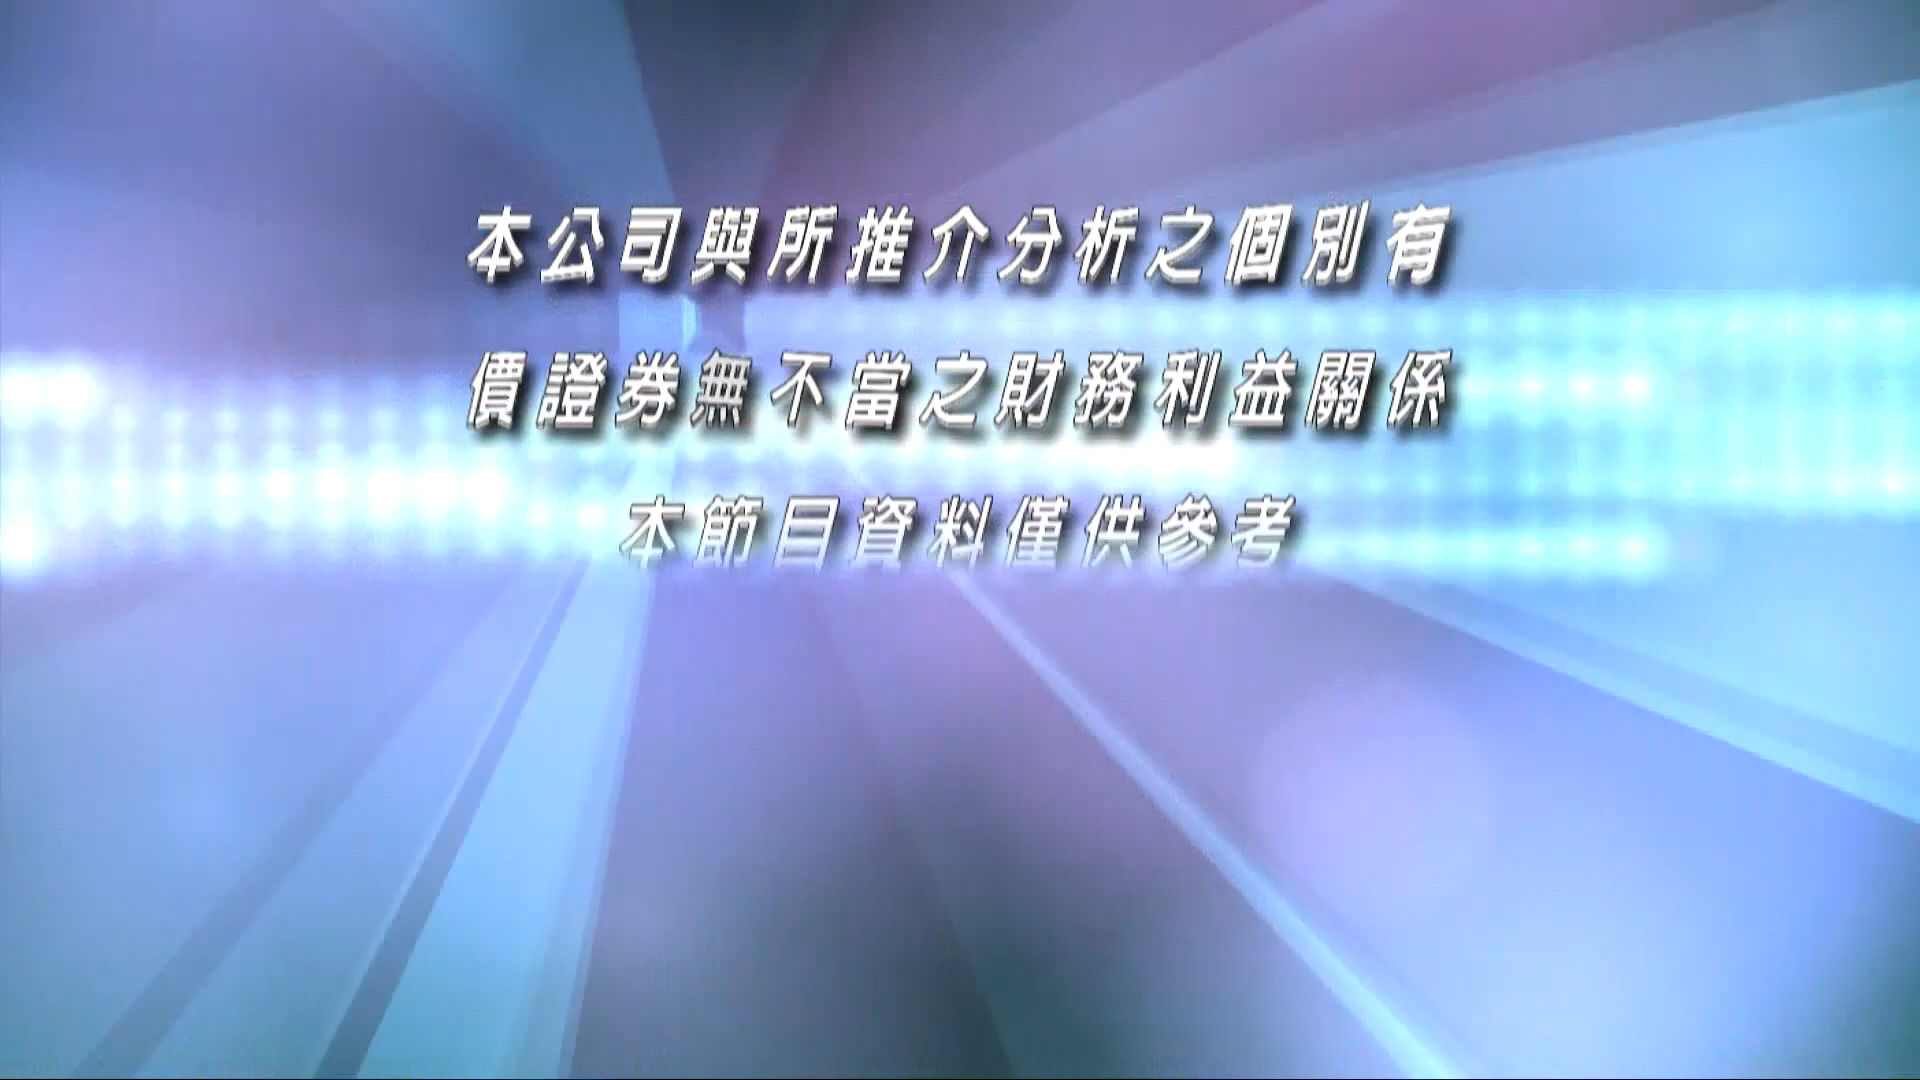 本公司與所推介分析之個別有
價證券無不當之財務利益關係
本節目資料僅供參考